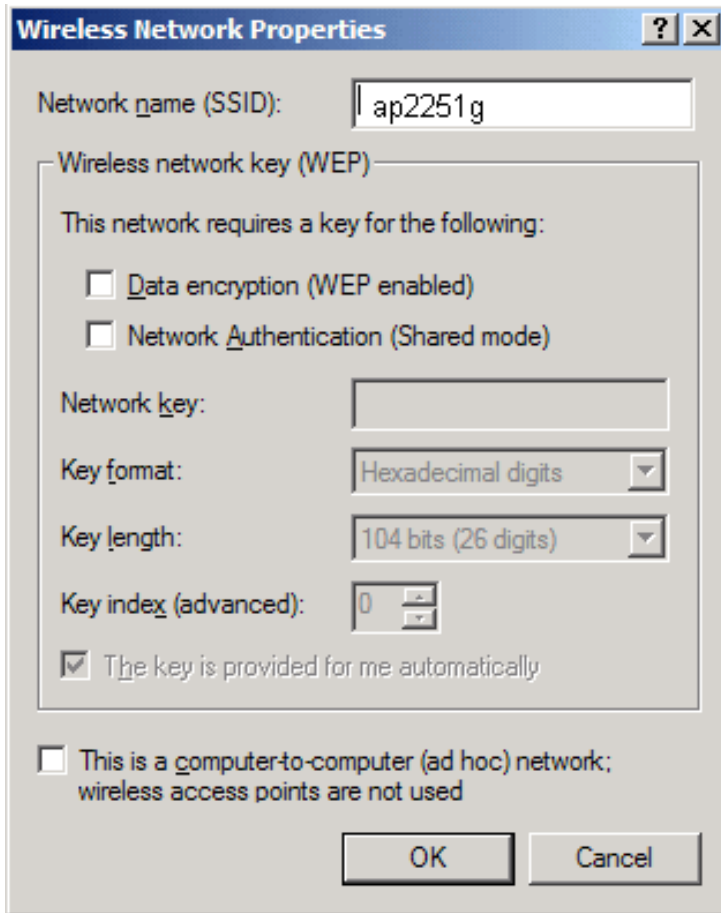 Wireless Network Properties
Network name (SSID): ap2251g
Wireless network key (WEP)
This network requires a key for the following:
Data encryption (WEP enabled)
Network Authentication (Shared mode)
Network key:
Key format: Hexadecimal digits
Key length: 104 bits (26 digits)
Key index (advanced): 0
The key is provided for me automatically
This is a computer-to-computer (ad hoc) network;
wireless access points are not used
OK Cancel